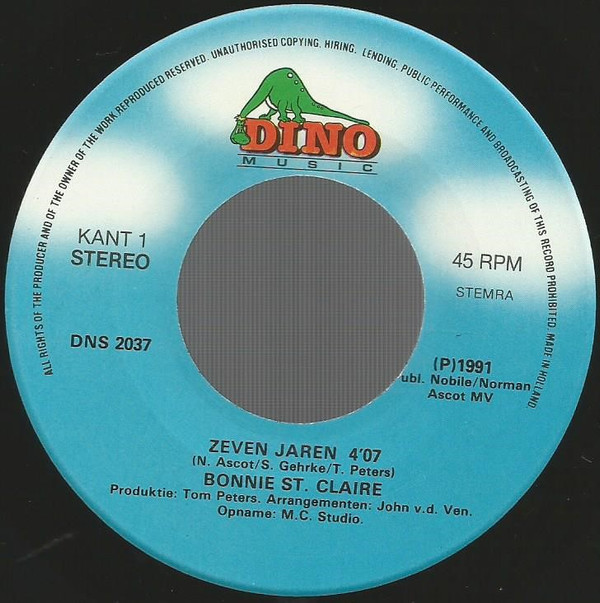 ALL RIGHTS OF THE PRODUCER AND OF THE OWNER OF THE WORK REPRODUCED RESERVED. UNAUTHORISED COPYING, HIRING, LENDING, PUBLIC PERFORMANCE AND BROADCASTING OF THIS RECORD PROHIBITED. MADE IN HOLLAND.
DINO
MUSIC
KANT 1
STEREO
45 RPM
STEMRA
DNS 2037
(P)1991
ubl. Nobile/Norman
Ascot MV
ZEVEN JAREN 4'07
(N. Ascot/S. Gehrke/T. Peters)
BONNIE ST. CLAIRE
Produktie: Tom Peters. Arrangementen: John v.d. Ven.
Opname: M.C. Studio.